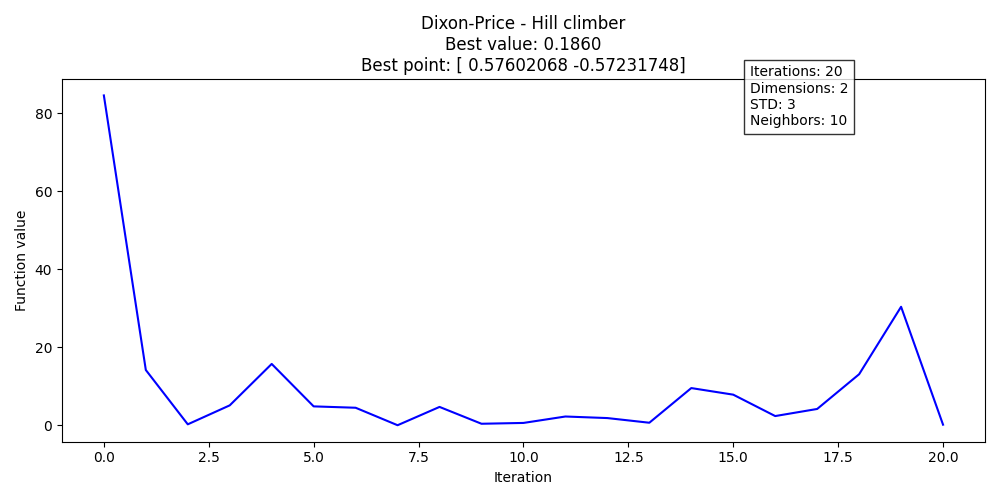 Dixon-Price - Hill climber
Best value: 0.1860
Best point: [ 0.57602068 -0.57231748]
Iterations: 20
Dimensions: 2
STD: 3
Neighbors: 10
80
60
40
20
0
Function value
0.0
2.5
5.0
7.5
10.0
12.5
15.0
17.5
20.0
Iteration